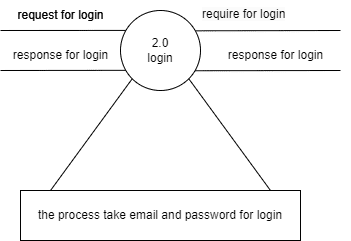 request for login
require for login
2.0
login
response for login
response for login
the process take email and password for login